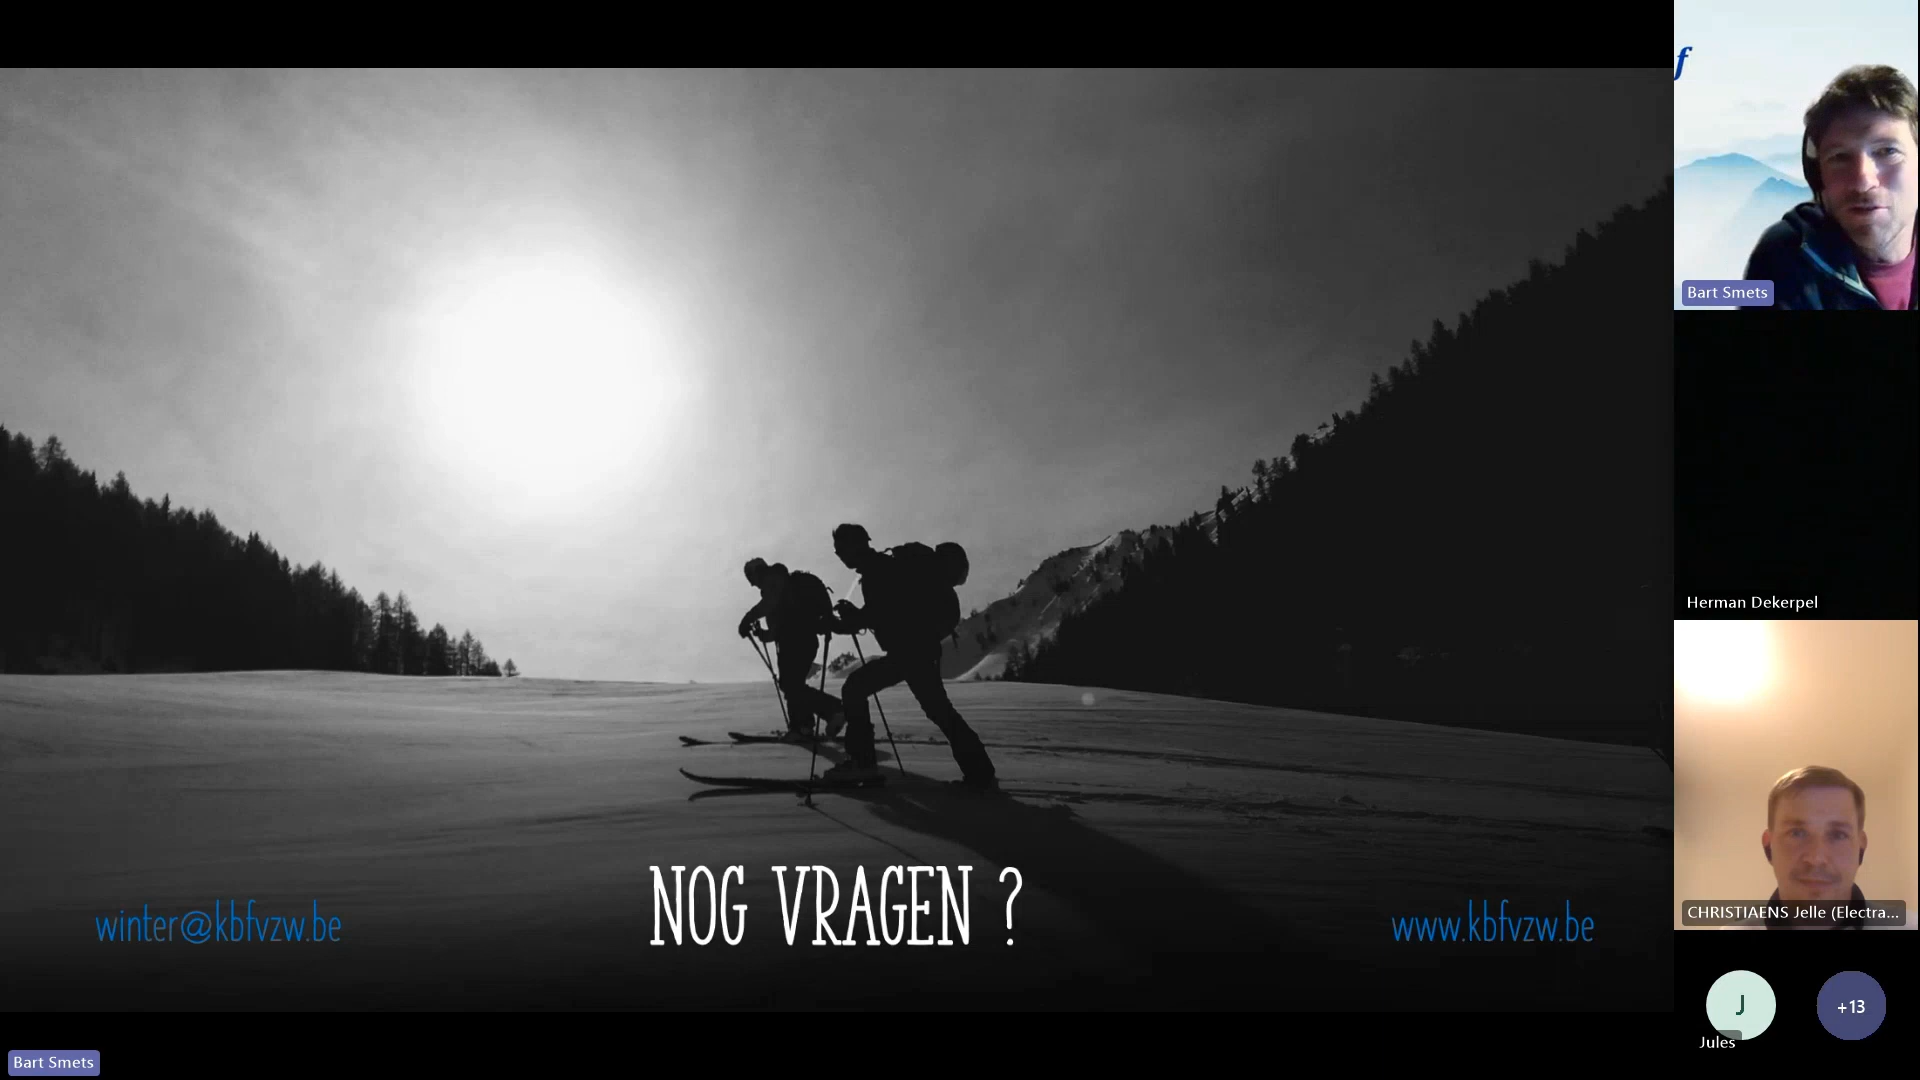 f
Bart Smets
Herman Dekerpel
CHRISTIAENS Jelle (Electra...
J
Jules
+13
NOG VRAGEN ?
winter@kbfvzw.be
www.kbfvzw.be
Bart Smets